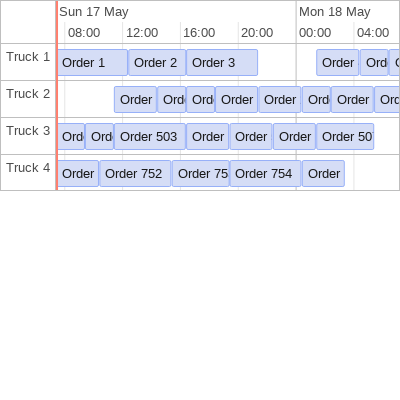 Sun 17 May Mon 18 May
08:00 12:00 16:00 20:00 00:00 04:00
Truck 1 Order 1 Order 2 Order 3 Order Ord
Truck 2 Order Ord Ord Order Order Ord Order Ord
Truck 3 Ord Ord Order 503 Order Order Order Order 50
Truck 4 Order Order 752 Order 75 Order 754 Order